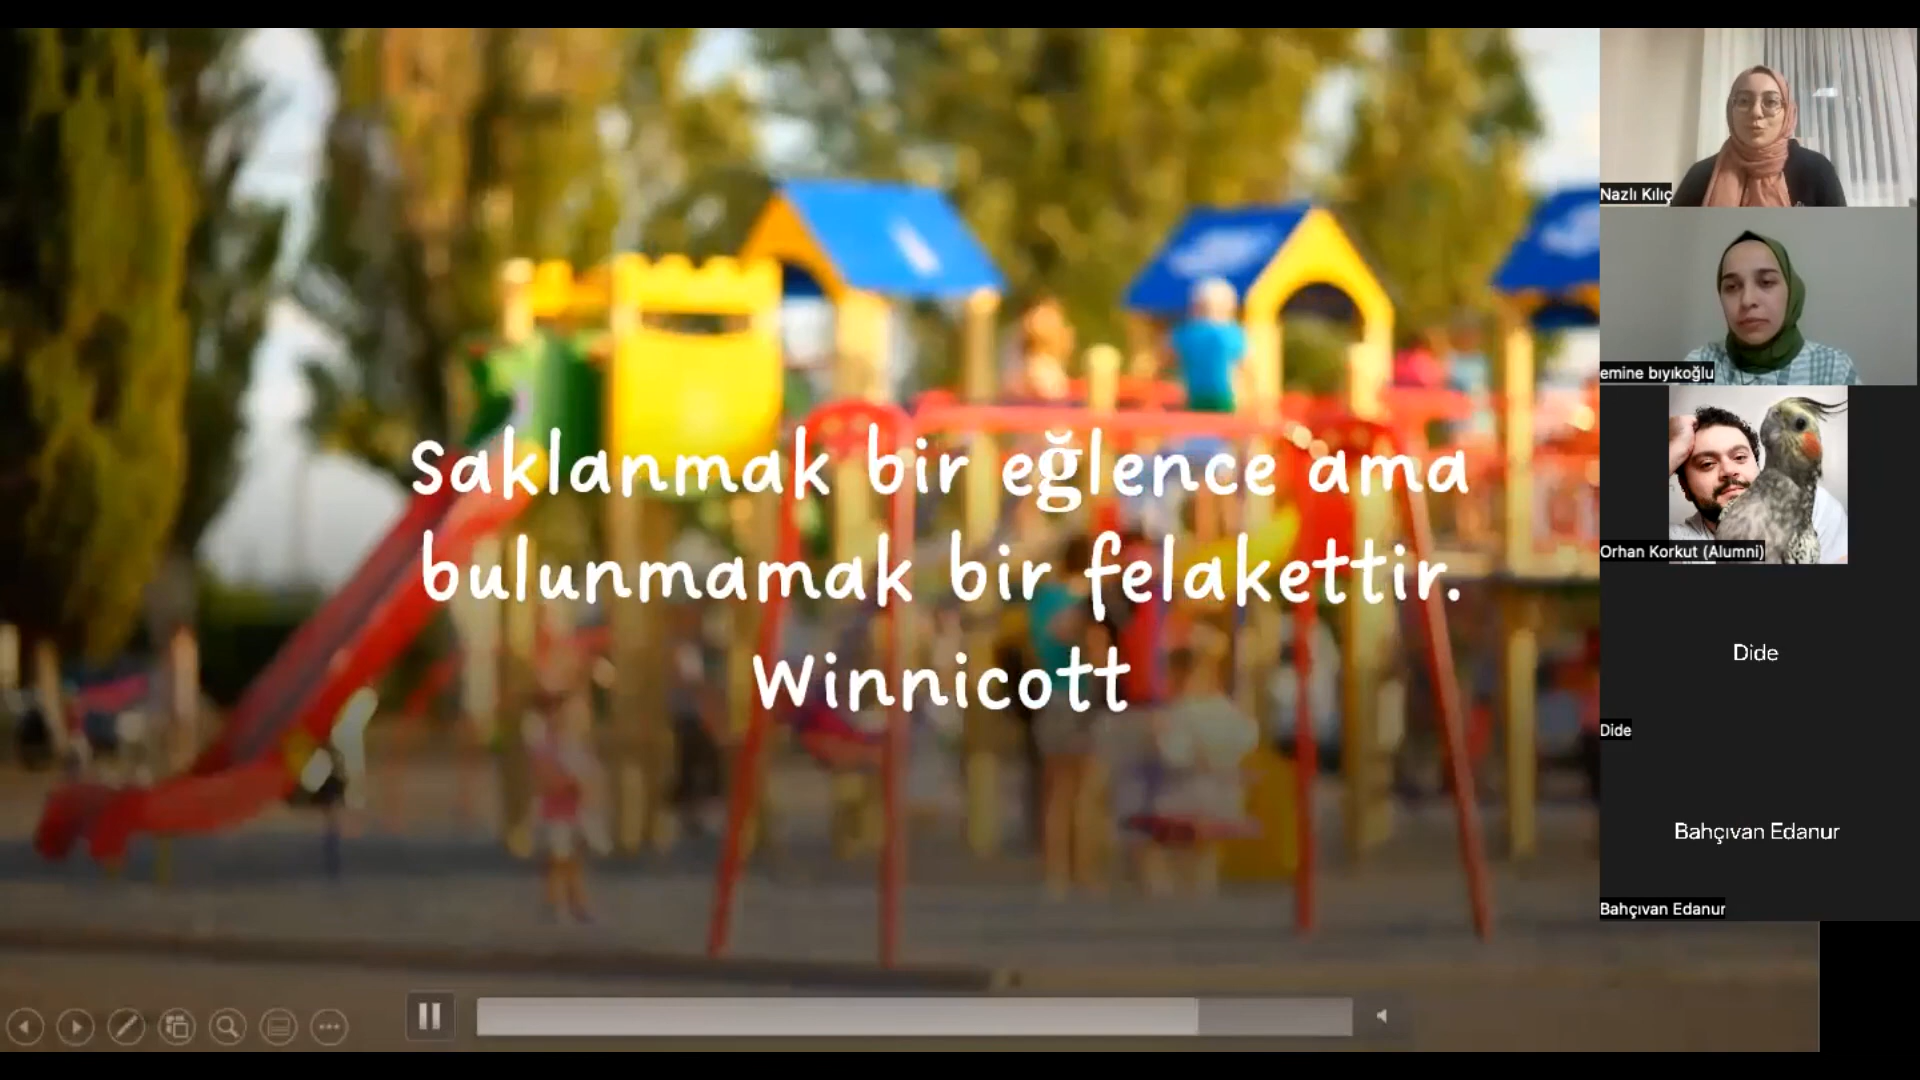 Saklanmak bir eğlence ama
bulunmamak bir felakettir.
Winnicott
Nazlı Kılıç
emine bıyıkoğlu
Orhan Korkut (Alumni)
Dide
Dide
Bahçıvan Edanur
Bahçıvan Edanur